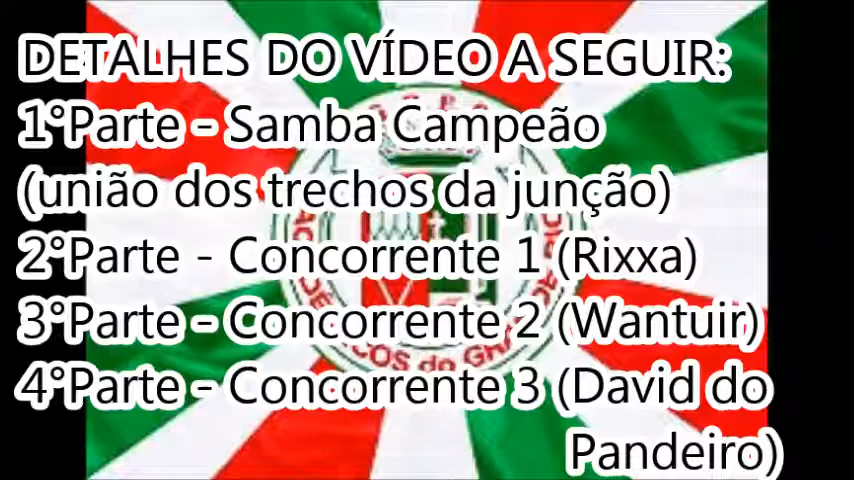 DETALHES DO VÍDEO A SEGUIR:
1°Parte - Samba Campeão
(união dos trechos da junção)
2°Parte - Concorrente 1 (Rixxa)
3°Parte - Concorrente 2 (Wantuir)
4°Parte - Concorrente 3 (David do
Pandeiro)